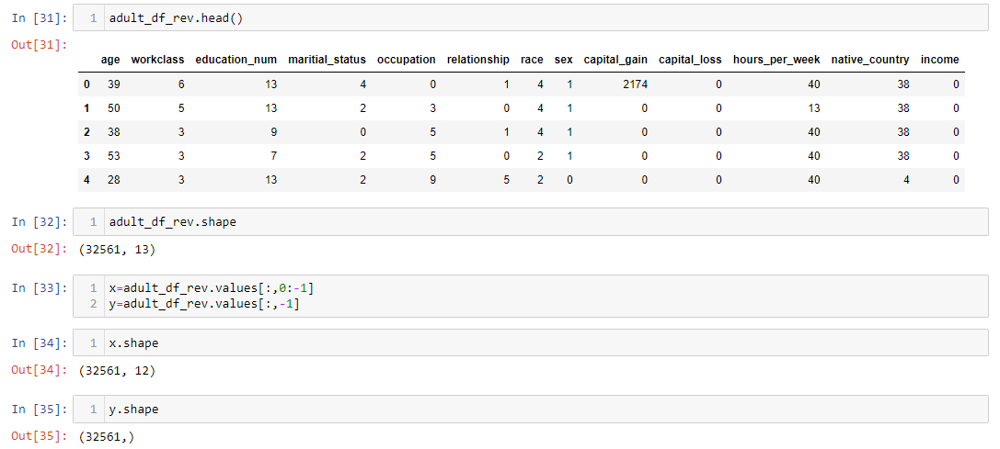 In [31]: 1 adult_df_rev.head()
Out[31]:
age workclass education_num maritial_status occupation relationship race sex capital_gain capital_loss hours_per_week native_country income
0 39 6 13 4 0 1 4 1 2174 0 40 38 0
1 50 5 13 2 3 0 4 1 0 0 13 38 0
2 38 3 9 0 5 1 4 1 0 0 40 38 0
3 53 3 7 2 5 0 2 1 0 0 40 38 0
4 28 3 13 2 9 5 2 0 0 0 40 4 0
In [32]: 1 adult_df_rev.shape
Out[32]: (32561, 13)
In [33]: 1 x=adult_df_rev.values[:,0:-1]
2 y=adult_df_rev.values[:,-1]
In [34]: 1 x.shape
Out[34]: (32561, 12)
In [35]: 1 y.shape
Out[35]: (32561,)